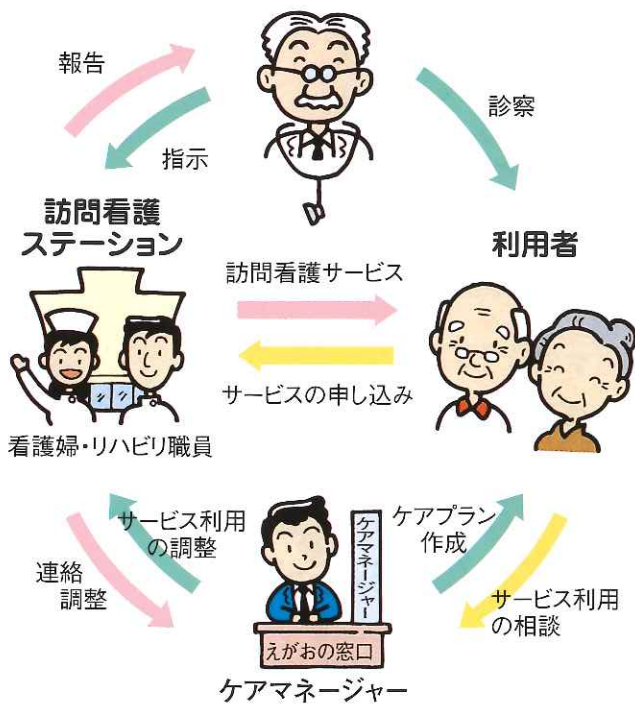 報告
指示
診察
訪問看護
ステーション
利用者
訪問看護サービス
サービスの申し込み
看護婦・リハビリ職員
サービス利用
の調整
連絡
調整
ケアプラン
作成
サービス利用
の相談
ケアマネージャー
えがおの窓口
ケアマネージャー